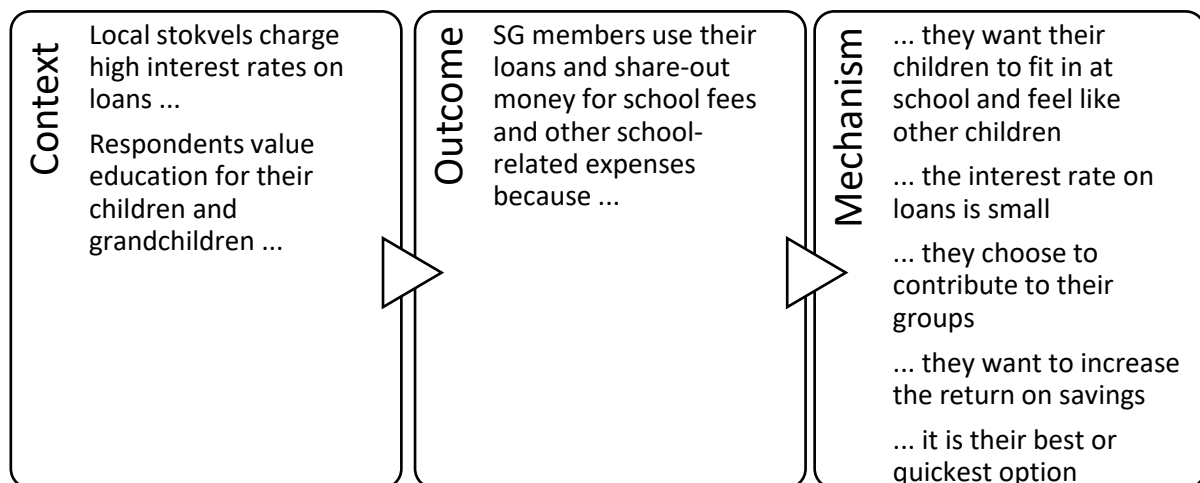 Context
Local stokvels charge
high interest rates on
loans ...
Respondents value
education for their
children and
grandchildren ...
Outcome
SG members use their
loans and share-out
money for school fees
and other school-
related expenses
because ...
Mechanism
... they want their
children to fit in at
school and feel like
other children
... the interest rate on
loans is small
... they choose to
contribute to their
groups
... they want to increase
the return on savings
... it is their best or
quickest option